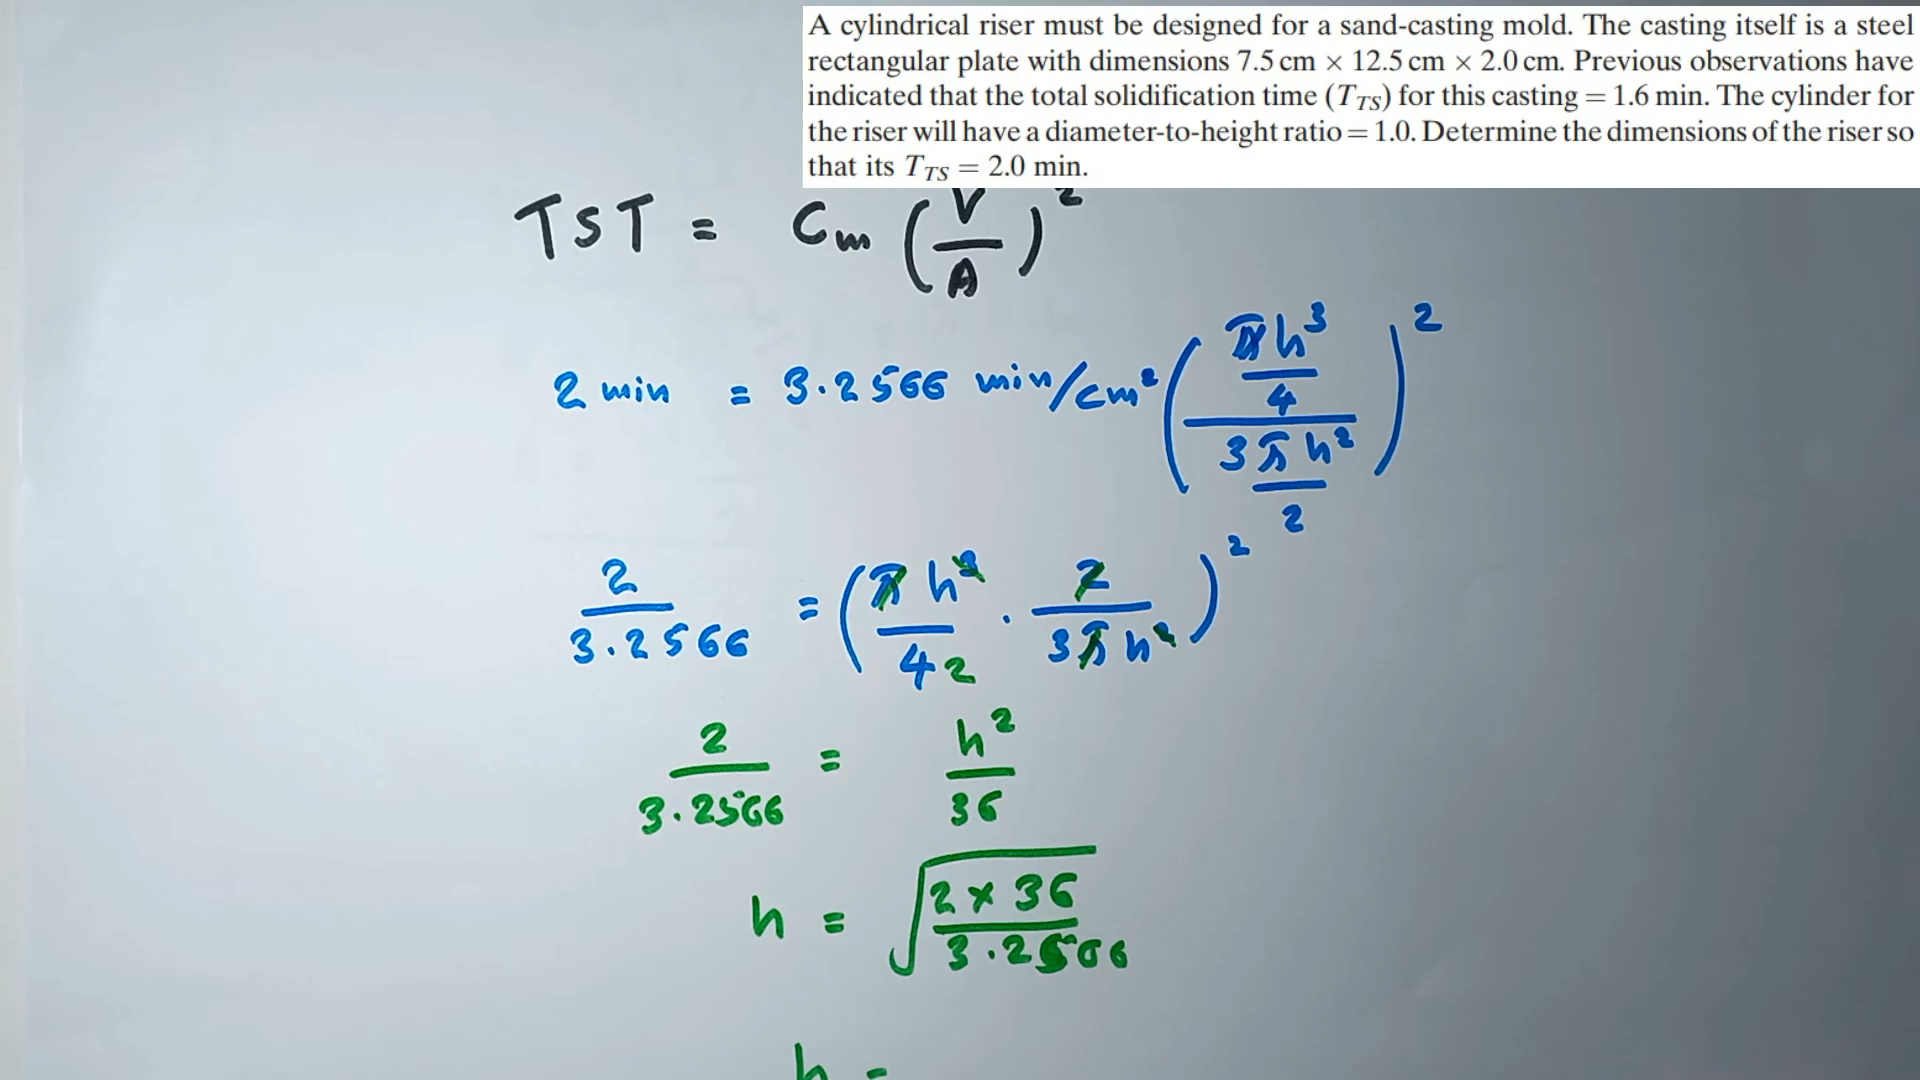 A cylindrical riser must be designed for a sand-casting mold. The casting itself is a steel
rectangular plate with dimensions 7.5 cm × 12.5 cm × 2.0 cm. Previous observations have
indicated that the total solidification time (T_TS) for this casting = 1.6 min. The cylinder for
the riser will have a diameter-to-height ratio = 1.0. Determine the dimensions of the riser so
that its T_TS = 2.0 min.
TST = Cm (V/A)²
2 min = 3.2566 min/cm² ((πh³/4)/(3πh²/2))²
2/3.2566 = (πh³/4 2 · 2/3πh²)²
2/3.2566 = h²/36
h = √(2×36/3.2566)
h =